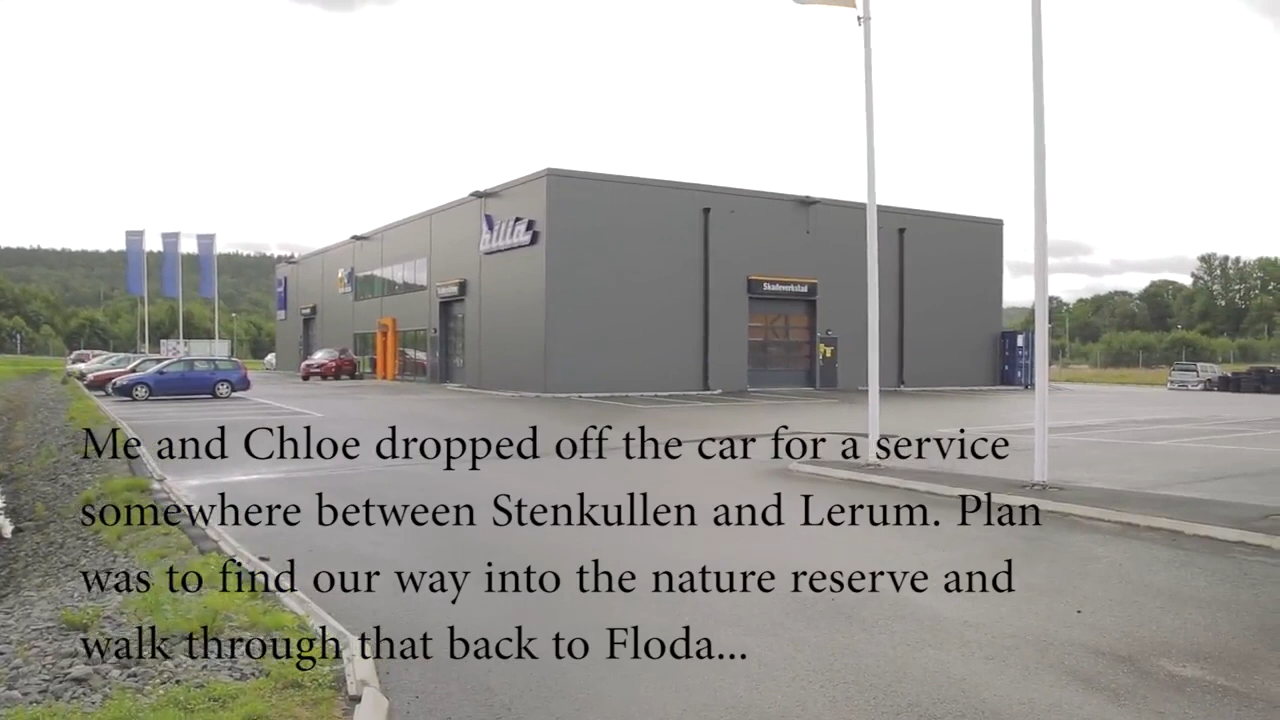 bilia
Skadeverkstad
Me and Chloe dropped off the car for a service
somewhere between Stenkullen and Lerum. Plan
was to find our way into the nature reserve and
walk through that back to Floda...